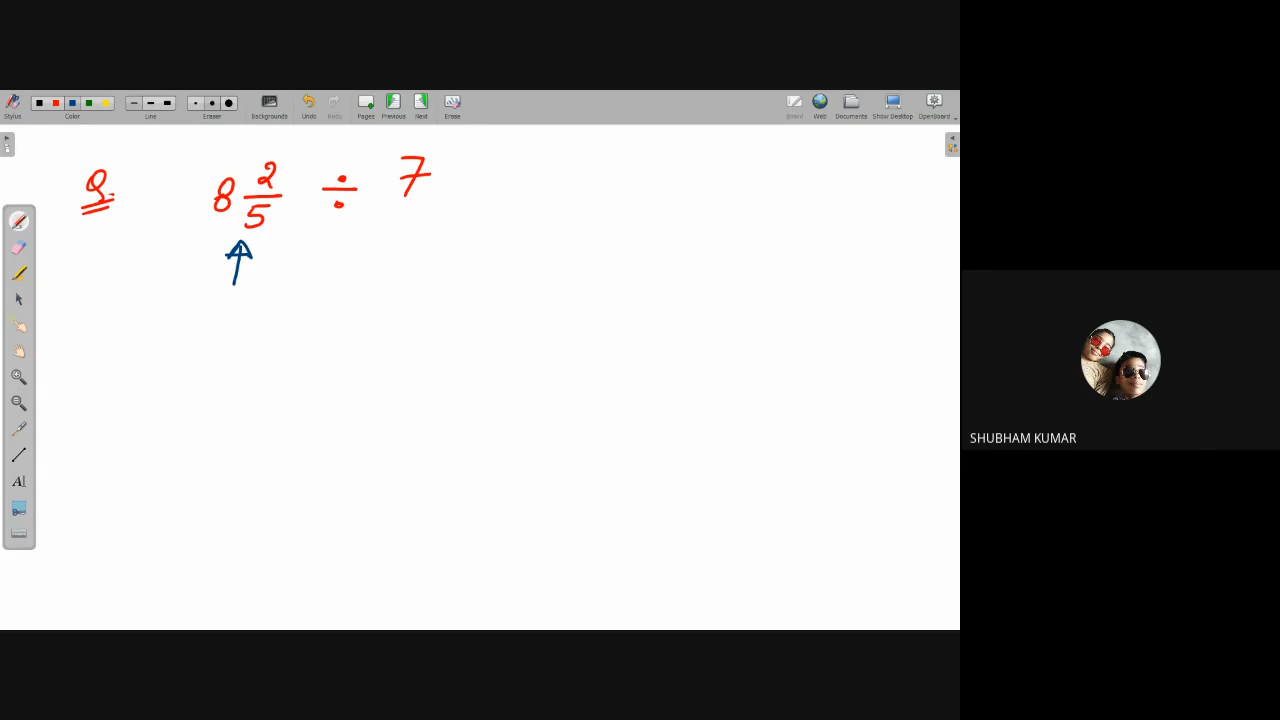 Stylus Color Line Eraser Backgrounds Undo Redo Pages Previous Next Erase Board Web Documents Show Desktop OpenBoard
Q. 8 2/5 ÷ 7
SHUBHAM KUMAR